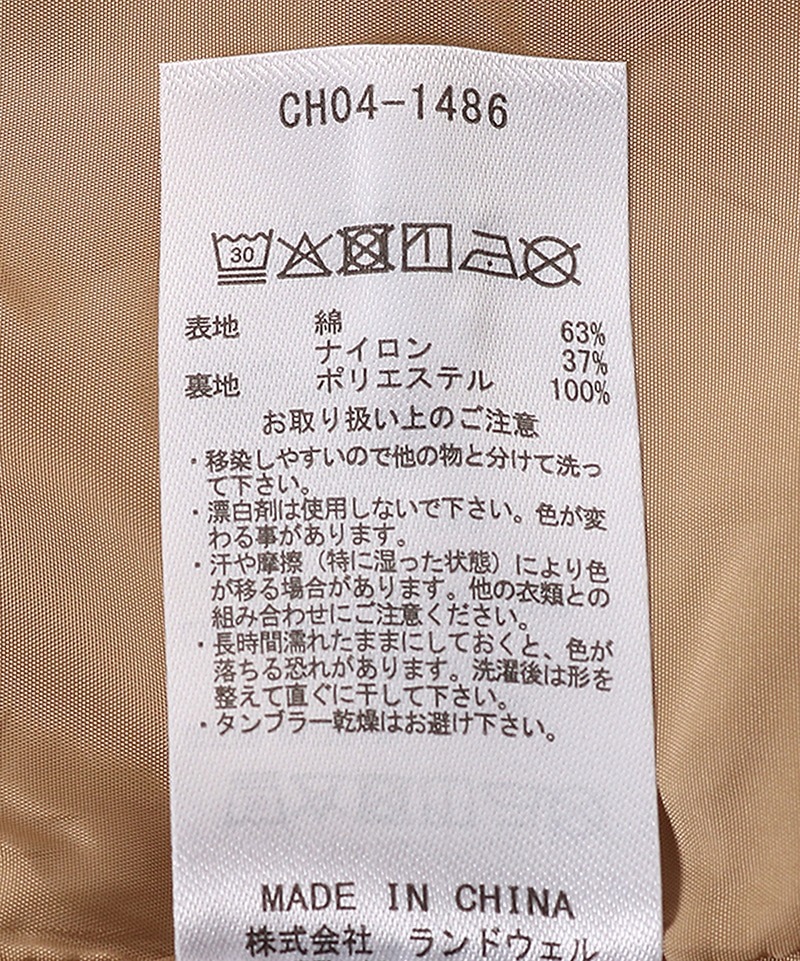 CH04-1486
30
表地 綿 63%
ナイロン 37%
裏地 ポリエステル 100%
お取り扱い上のご注意
・移染しやすいので他の物と分けて洗っ
て下さい。
・漂白剤は使用しないで下さい。色が変
わる事があります。
・汗や摩擦（特に湿った状態）により色
が移る場合があります。他の衣類との
組み合わせにご注意ください。
・長時間濡れたままにしておくと、色が
落ちる恐れがあります。洗濯後は形を
整えて直ぐに干して下さい。
・タンブラー乾燥はお避け下さい。
MADE IN CHINA
株式会社 ランドウェル